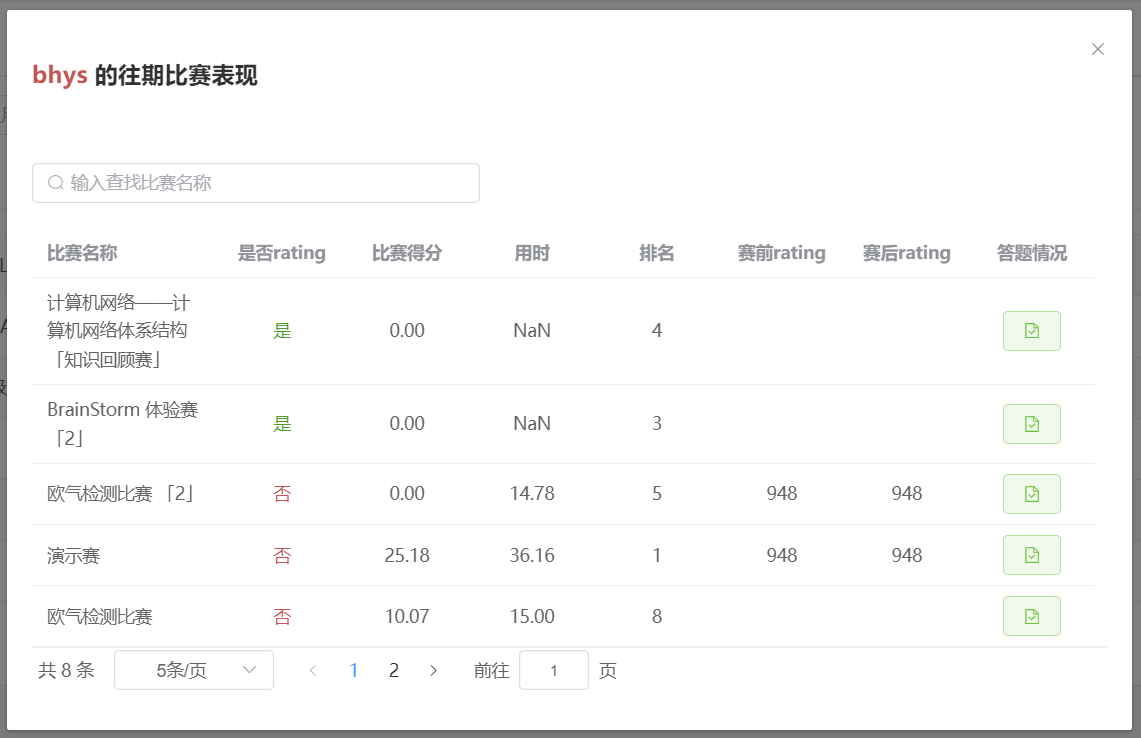 bhys 的往期比赛表现
输入查找比赛名称
比赛名称 是否rating 比赛得分 用时 排名 赛前rating 赛后rating 答题情况
计算机网络——计
算机网络体系结构
「知识回顾赛」 是 0.00 NaN 4
BrainStorm 体验赛
「2」 是 0.00 NaN 3
欧气检测比赛 「2」 否 0.00 14.78 5 948 948
演示赛 否 25.18 36.16 1 948 948
欧气检测比赛 否 10.07 15.00 8
共 8 条 5条/页 1 2 前往 1 页